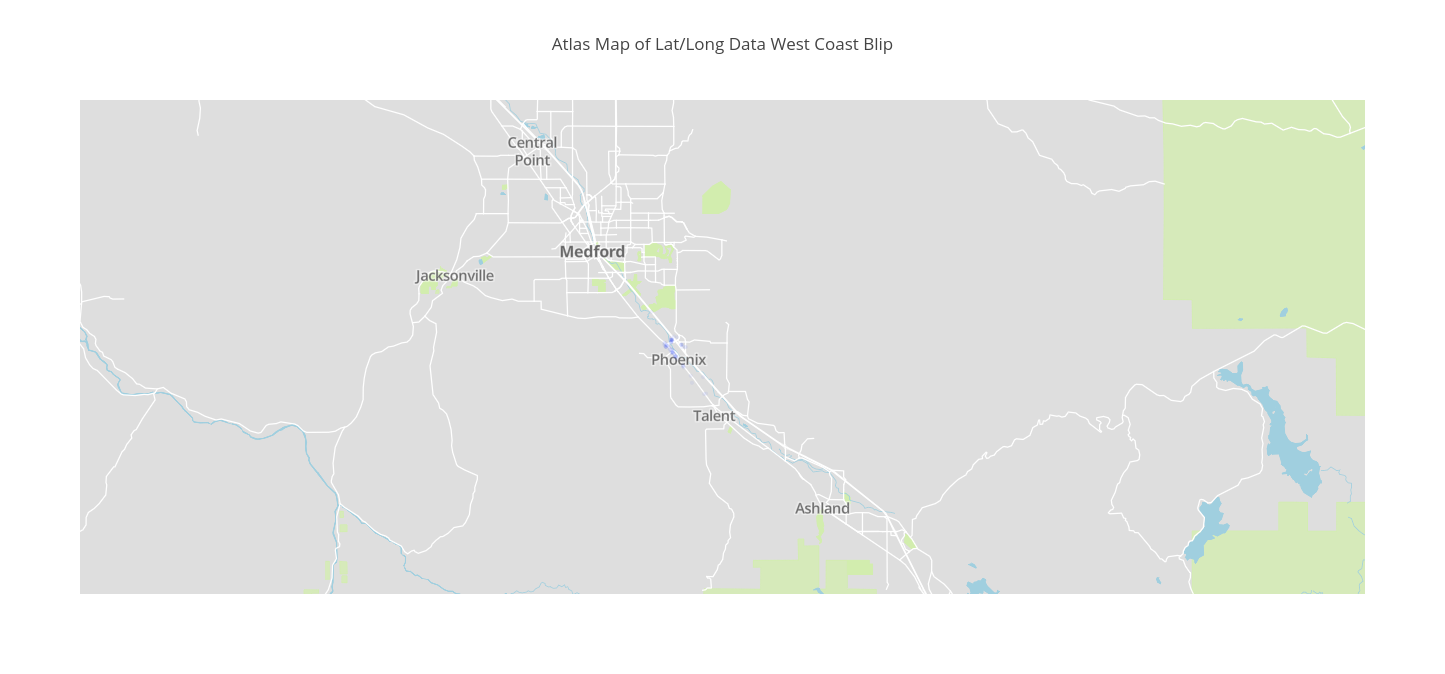 Atlas Map of Lat/Long Data West Coast Blip
Central
Point
Medford
Jacksonville
Phoenix
Talent
Ashland